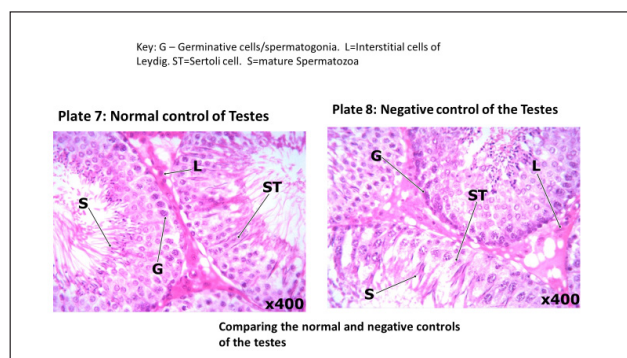 Key: G – Germinative cells/spermatogonia. L=Interstitial cells of
Leydig. ST=Sertoli cell. S=mature Spermatozoa
Plate 7: Normal control of Testes
L
ST
S
G
x400
Plate 8: Negative control of the Testes
G
ST
L
S
x400
Comparing the normal and negative controls
of the testes